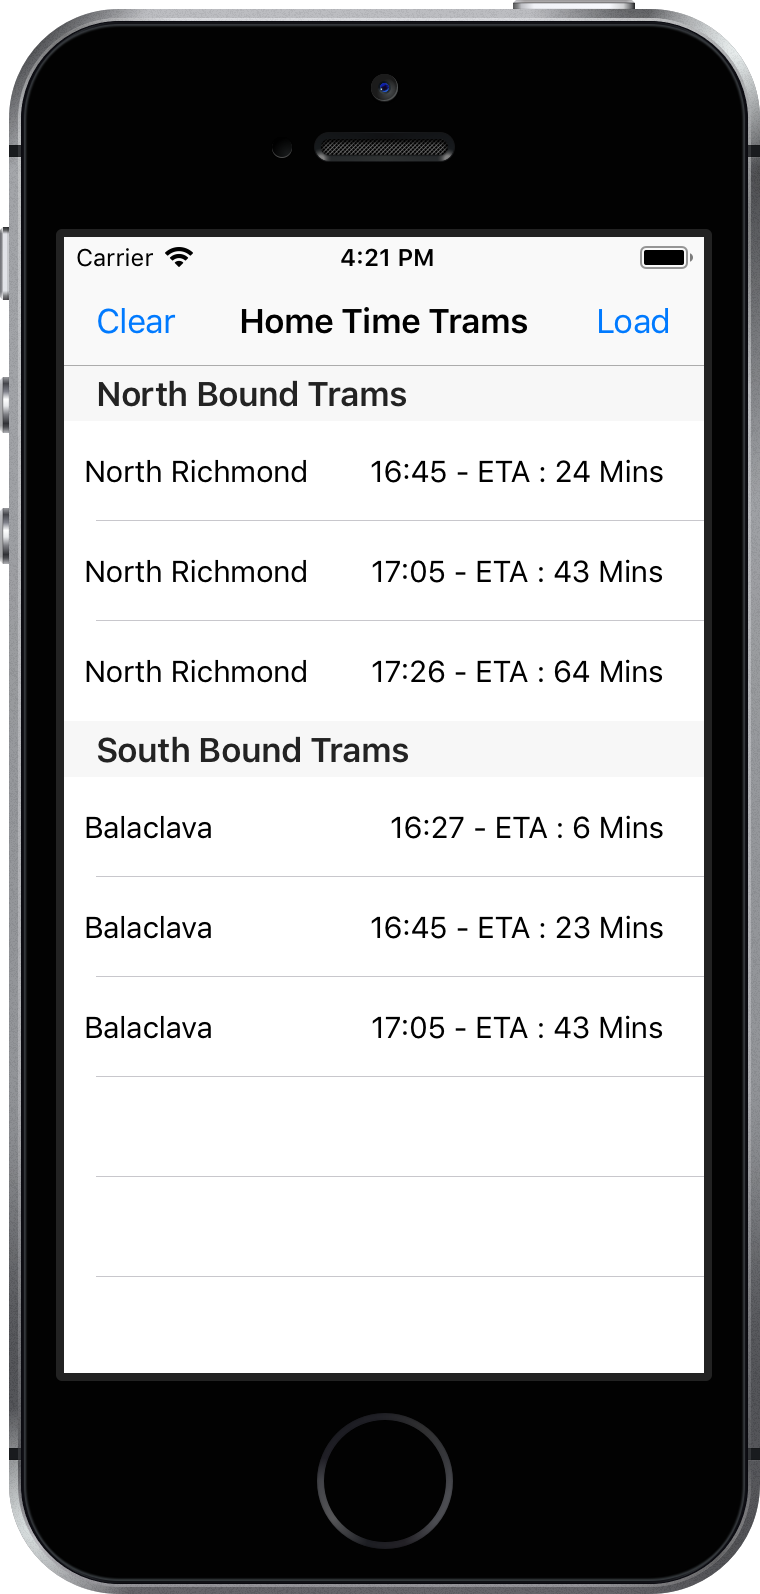 Carrier 4:21 PM
Clear Home Time Trams Load
North Bound Trams
North Richmond 16:45 - ETA : 24 Mins
North Richmond 17:05 - ETA : 43 Mins
North Richmond 17:26 - ETA : 64 Mins
South Bound Trams
Balaclava 16:27 - ETA : 6 Mins
Balaclava 16:45 - ETA : 23 Mins
Balaclava 17:05 - ETA : 43 Mins